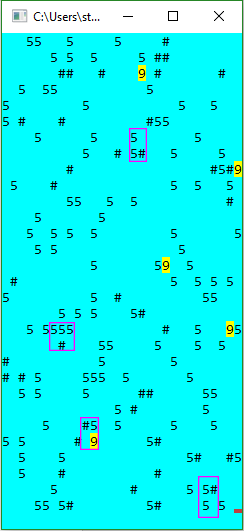 C:\Users\st...
55 5 5 #
5 5 5 5 ##
## # 9 # #
5 55 5
5 5 5 5 5
5 # # #55
5 5 5 5
5 # 5# 5 5
# #5# 9
5 # 5 5
55 5 5 #
5 5
5 5 5 5 5 5 5
5 5 5
5 59 5
# 5 5 5 5
5 # 55
5 5 5 5#
5 5555 # 5 95
# 55 5 5 5
# 5 5
# # 5 555 5 5
5 5 5 ## 55
5 # 5
5 #5 5 5
5 5 # 9 5#
5 5 5# #5
5 # #
5 # 5 5#
55 5# 5# 5 5